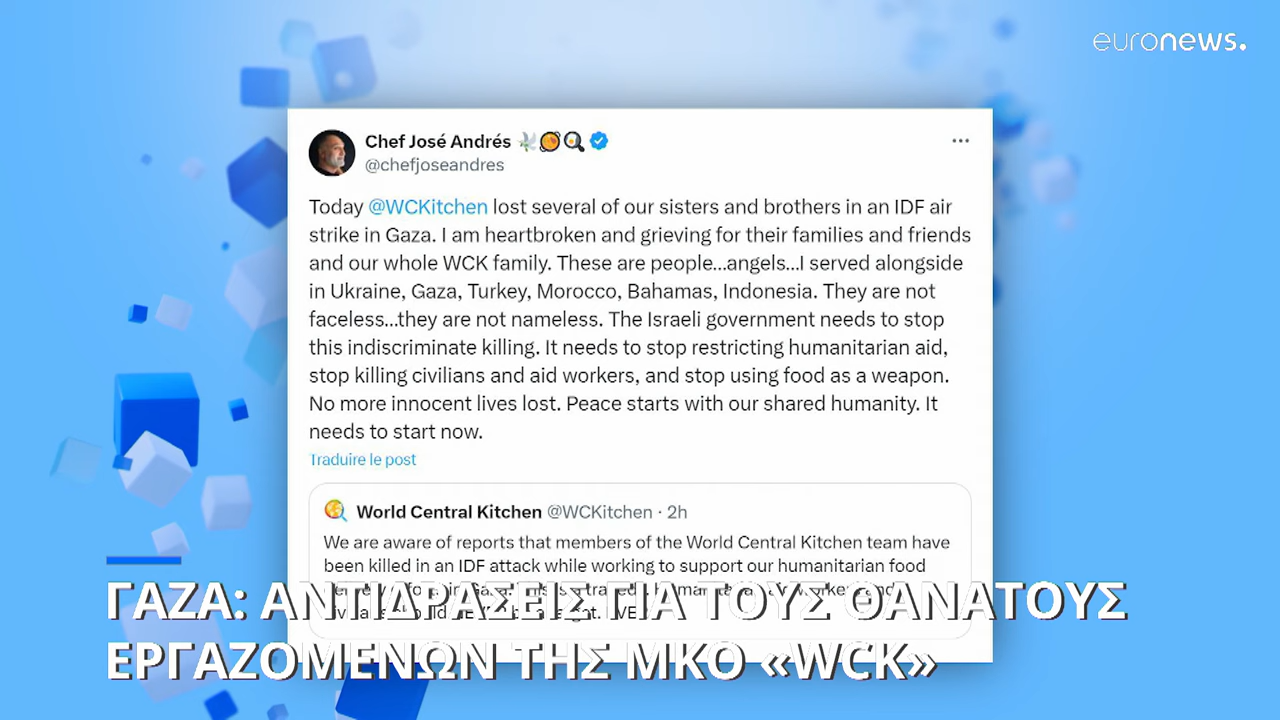 euronews.
Chef José Andrés
@chefjoseandres
Today @WCKitchen lost several of our sisters and brothers in an IDF air
strike in Gaza. I am heartbroken and grieving for their families and friends
and our whole WCK family. These are people...angels...I served alongside
in Ukraine, Gaza, Turkey, Morocco, Bahamas, Indonesia. They are not
faceless...they are not nameless. The Israeli government needs to stop
this indiscriminate killing. It needs to stop restricting humanitarian aid,
stop killing civilians and aid workers, and stop using food as a weapon.
No more innocent lives lost. Peace starts with our shared humanity. It
needs to start now.
Traduire le post
World Central Kitchen @WCKitchen · 2h
We are aware of reports that members of the World Central Kitchen team have
been killed in an IDF attack while working to support our humanitarian food
ΓΑΖΑ: ΑΝΤΙΔΡΑΣΕΙΣ ΓΙΑ ΤΟΥΣ ΘΑΝΑΤΟΥΣ
ΕΡΓΑΖΟΜΕΝΩΝ ΤΗΣ ΜΚΟ «WCK»